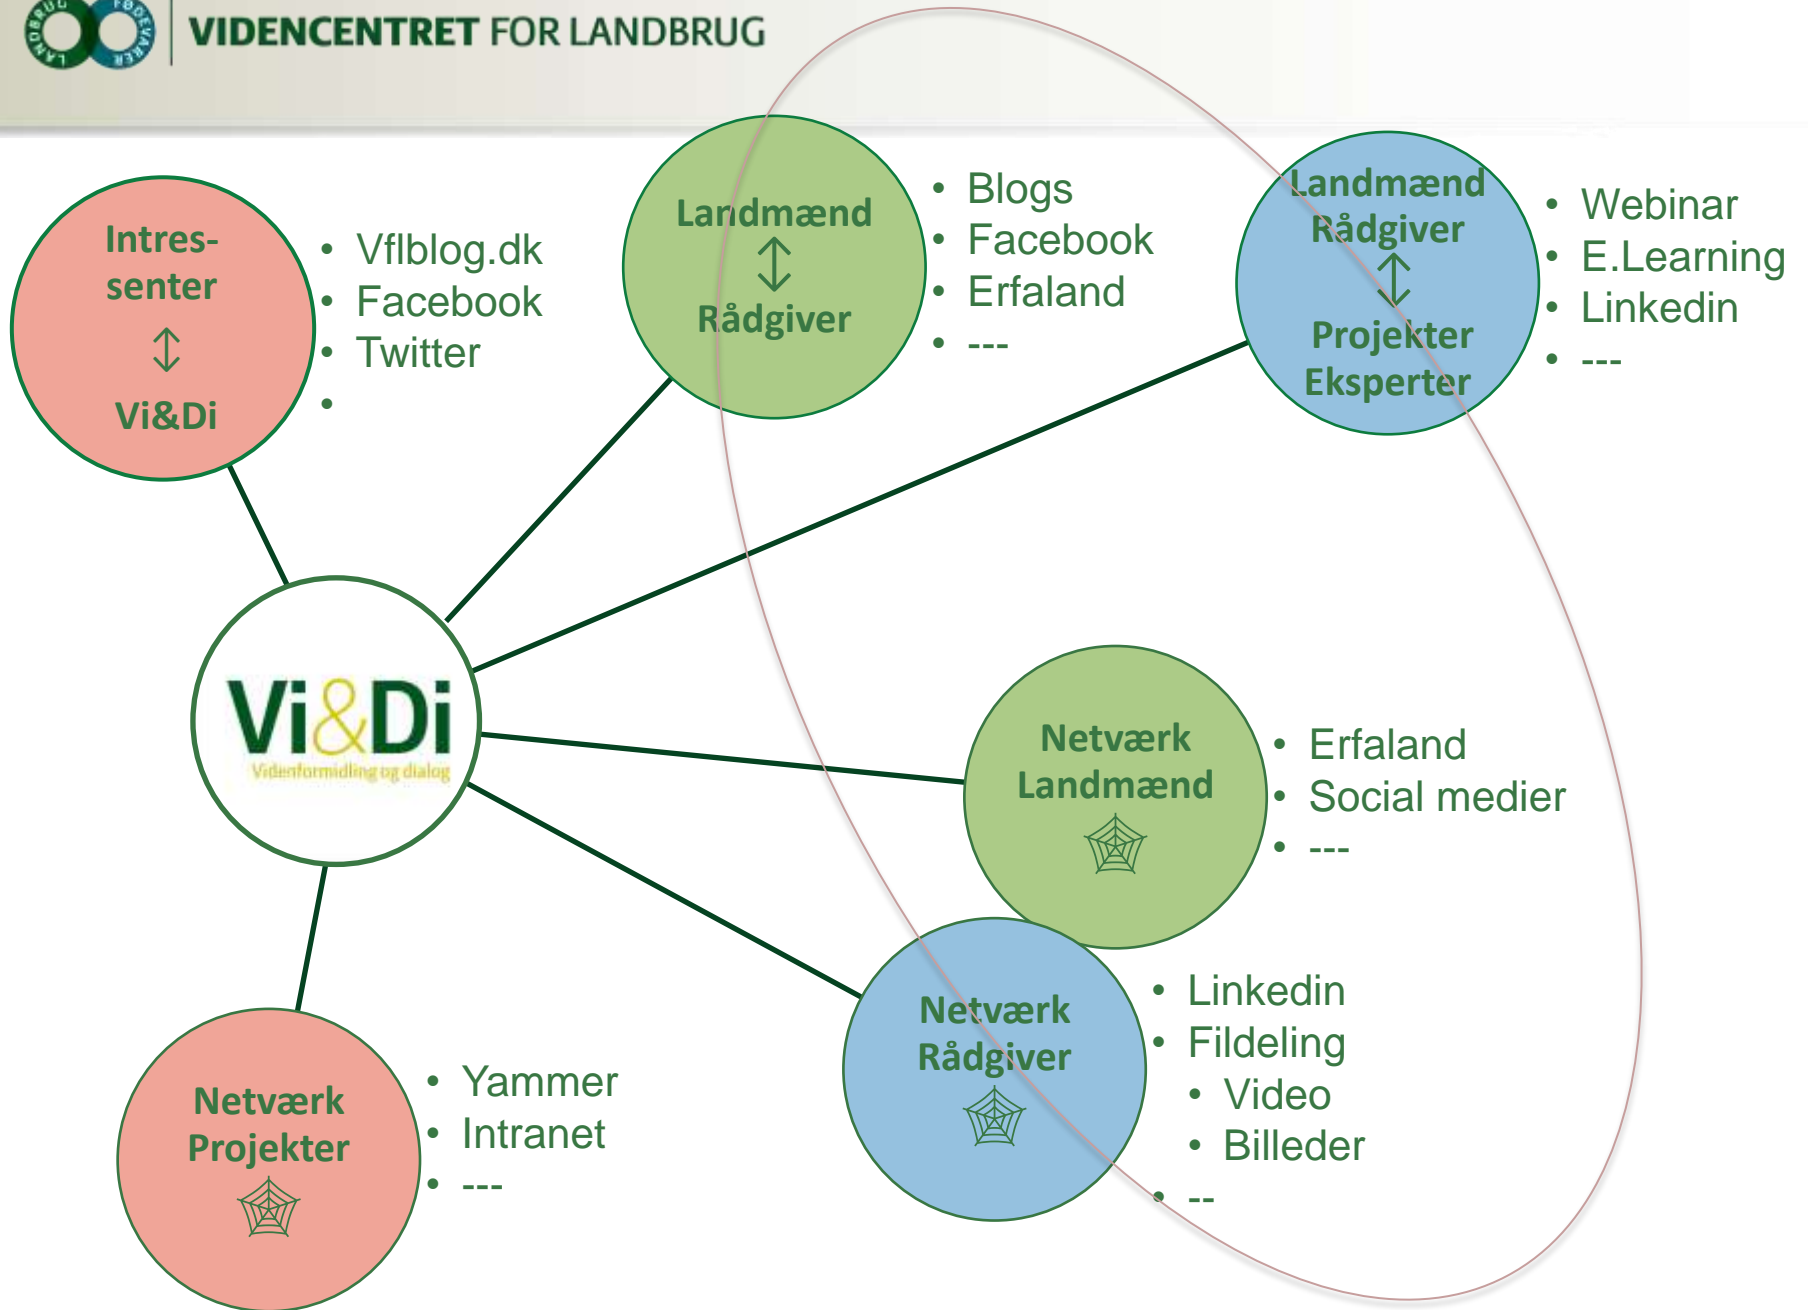 LANDBRUG FØDEVARER
VIDENCENTRET FOR LANDBRUG
Intres-
senter
Vi&Di
• Vflblog.dk
• Facebook
• Twitter
•
Landmænd
Rådgiver
• Blogs
• Facebook
• Erfaland
• ---
Landmænd
Rådgiver
Projekter
Eksperter
• Webinar
• E.Learning
• Linkedin
• ---
Vi&Di
Videnformidling og dialog
Netværk
Landmænd
• Erfaland
• Social medier
• ---
Netværk
Rådgiver
• Linkedin
• Fildeling
• Video
• Billeder
• --
Netværk
Projekter
• Yammer
• Intranet
• ---